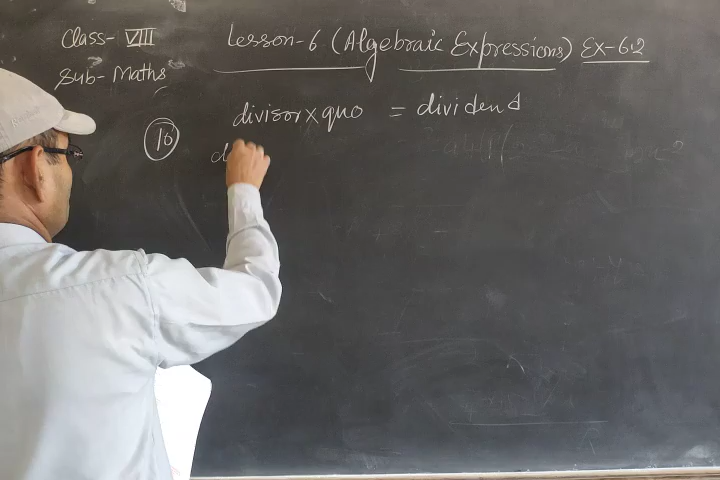 Class- VIII
Lesson-6 (Algebraic Expressions) Ex-6.2
Sub- Maths
divisor x quo = dividend
16
d